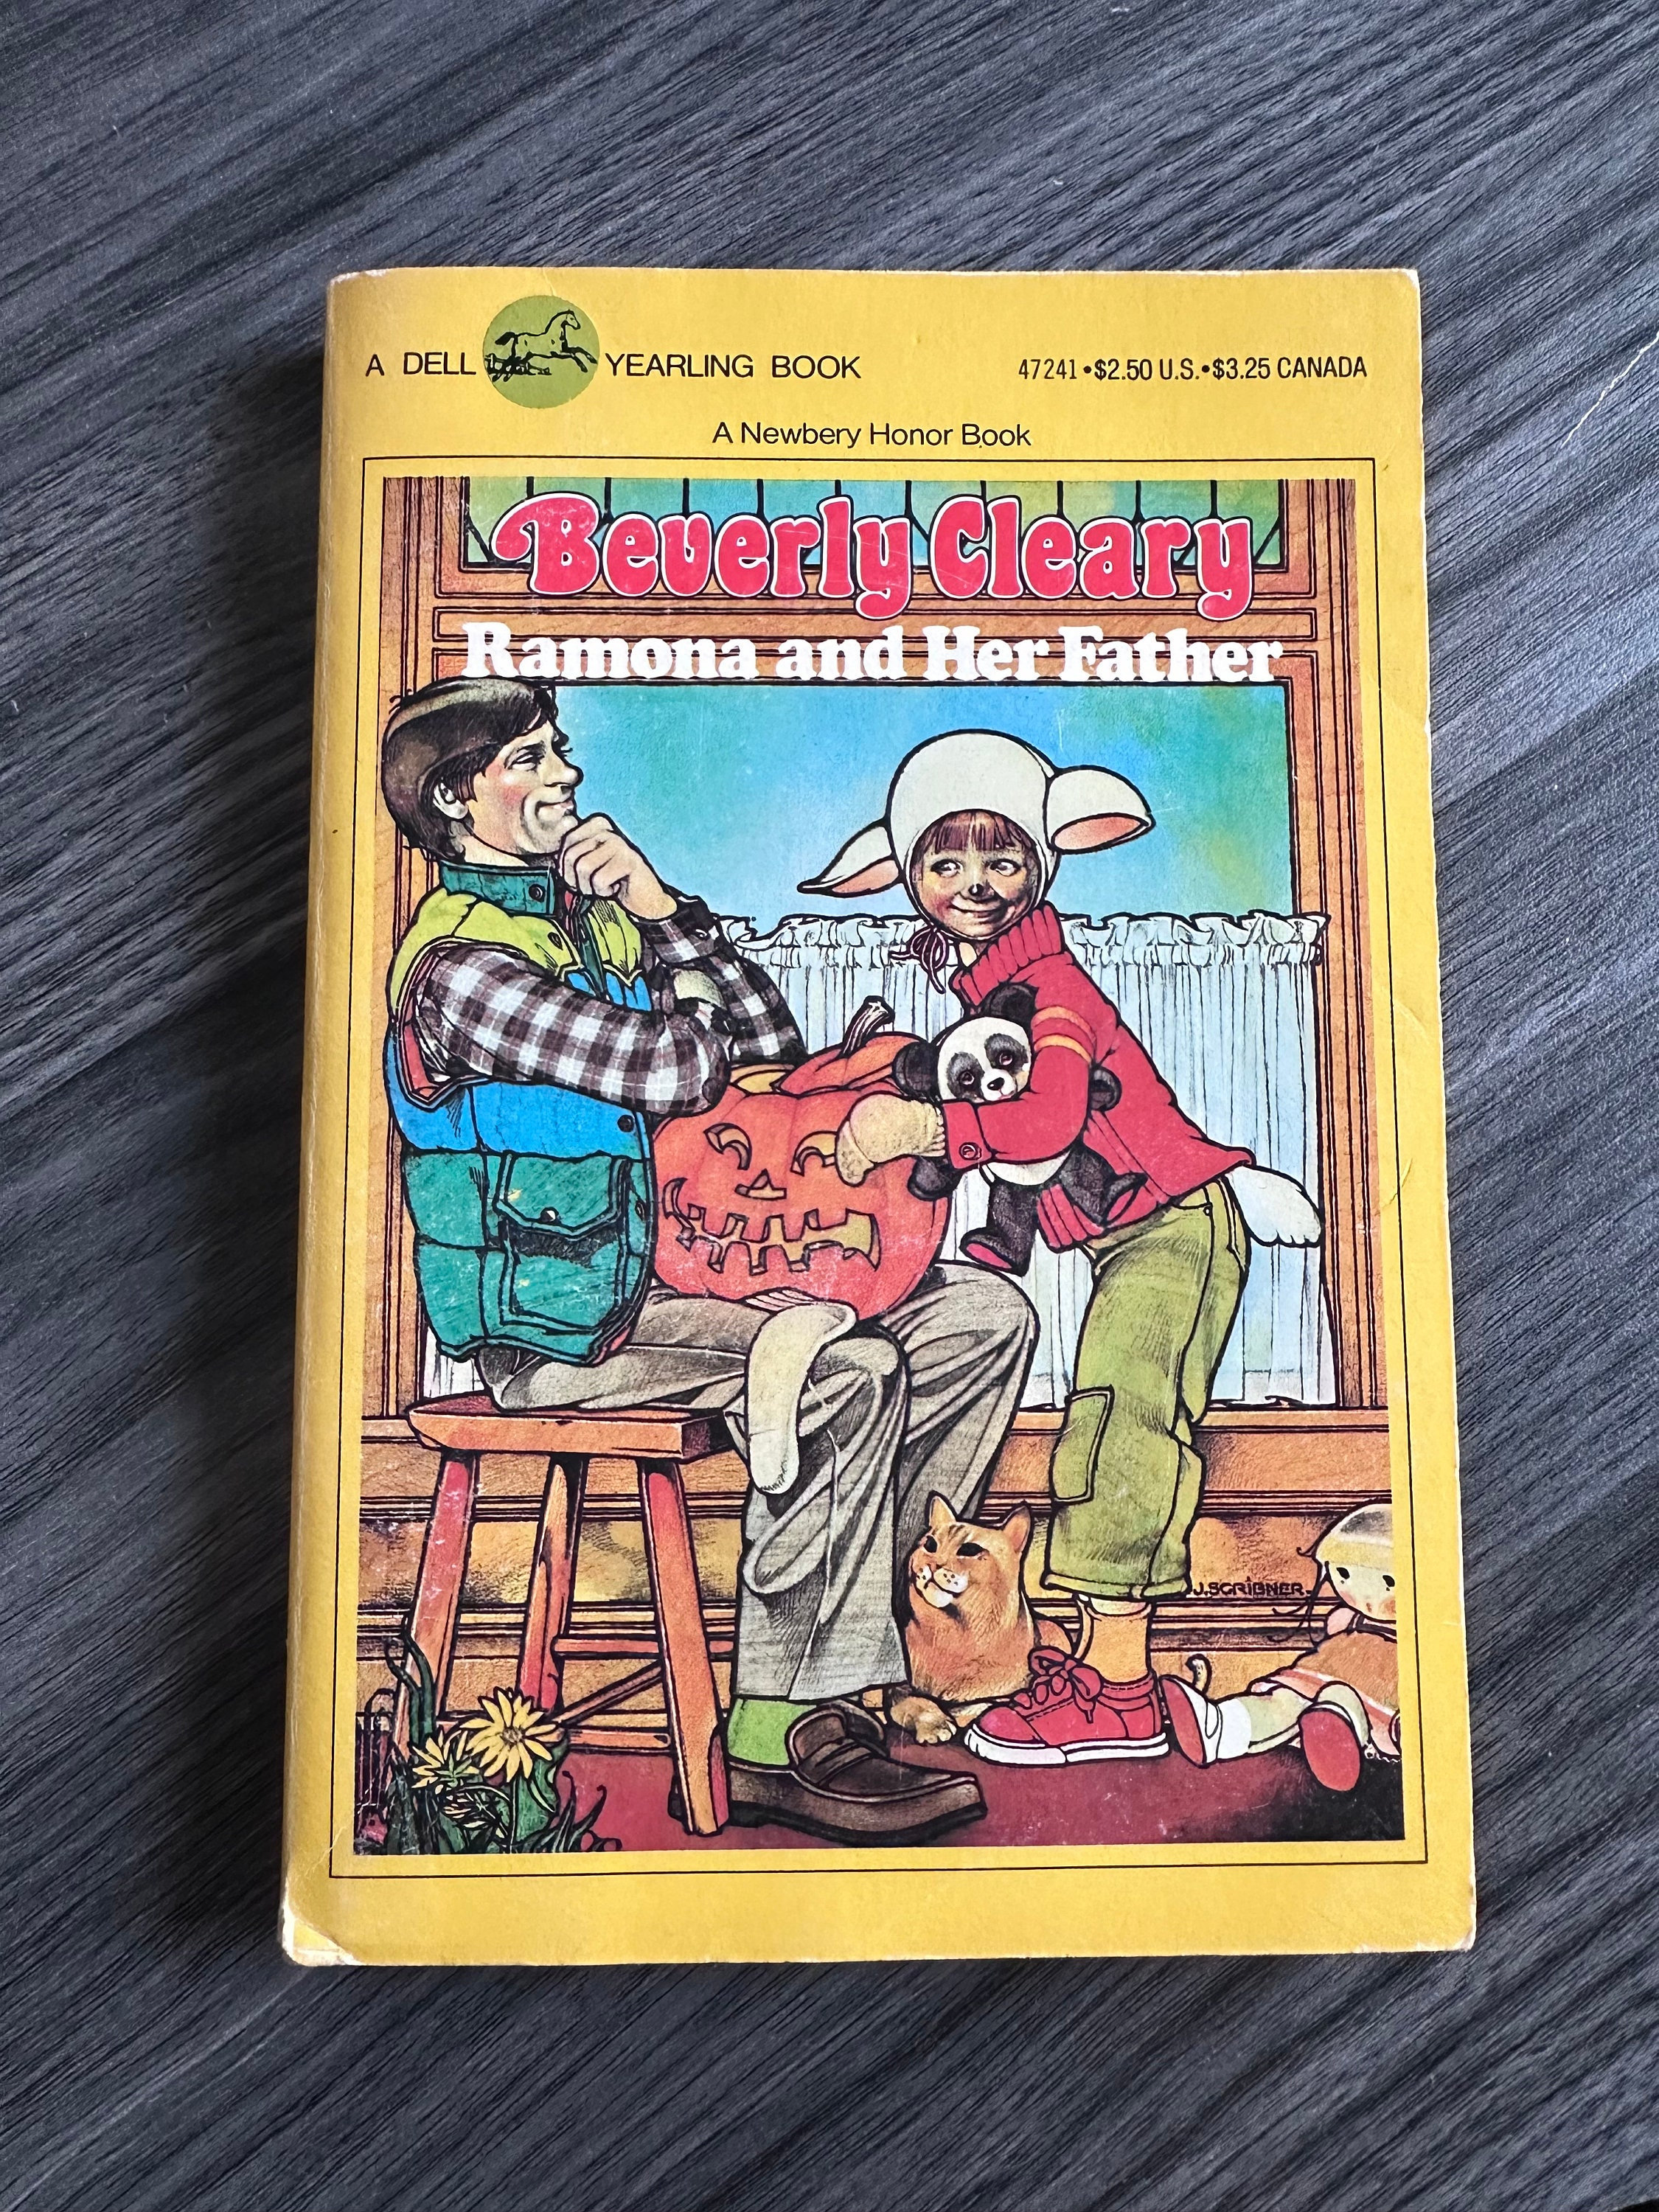 A DELL YEARLING BOOK 47241•$2.50 U.S.•$3.25 CANADA
A Newbery Honor Book
Beverly Cleary
Ramona and Her Father
J. SCRIBNER